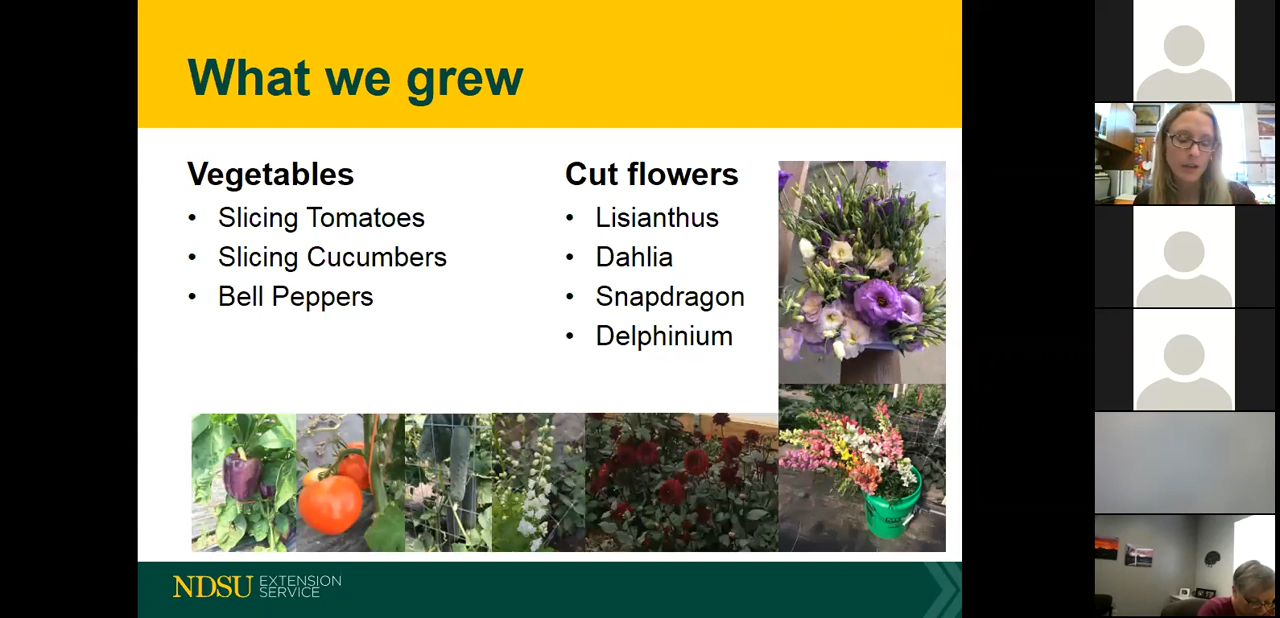 What we grew
Vegetables
• Slicing Tomatoes
• Slicing Cucumbers
• Bell Peppers
Cut flowers
• Lisianthus
• Dahlia
• Snapdragon
• Delphinium
NDSU EXTENSION
SERVICE